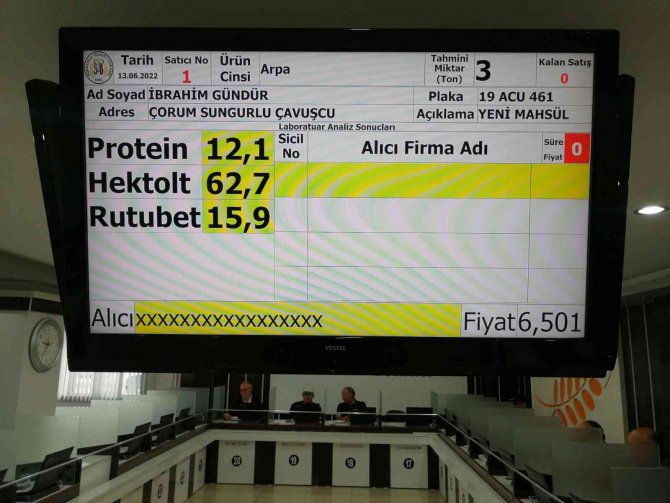 Tarih 13.06.2022 Satıcı No 1 Ürün Cinsi Arpa Tahmini Miktar (Ton) 3 Kalan Satış 0
Ad Soyad İBRAHİM GÜNDÜR Plaka 19 ACU 461
Adres ÇORUM SUNGURLU ÇAVUŞCU Açıklama YENİ MAHSÜL
Laboratuar Analiz Sonucları
Protein 12,1 Sicil No Alıcı Firma Adı Süre Fiyat 0
Hektolt 62,7
Rutubet 15,9
Alıcı XXXXXXXXXXXXXXXXX Fiyat 6,501
VESTEL
20 19 18 17